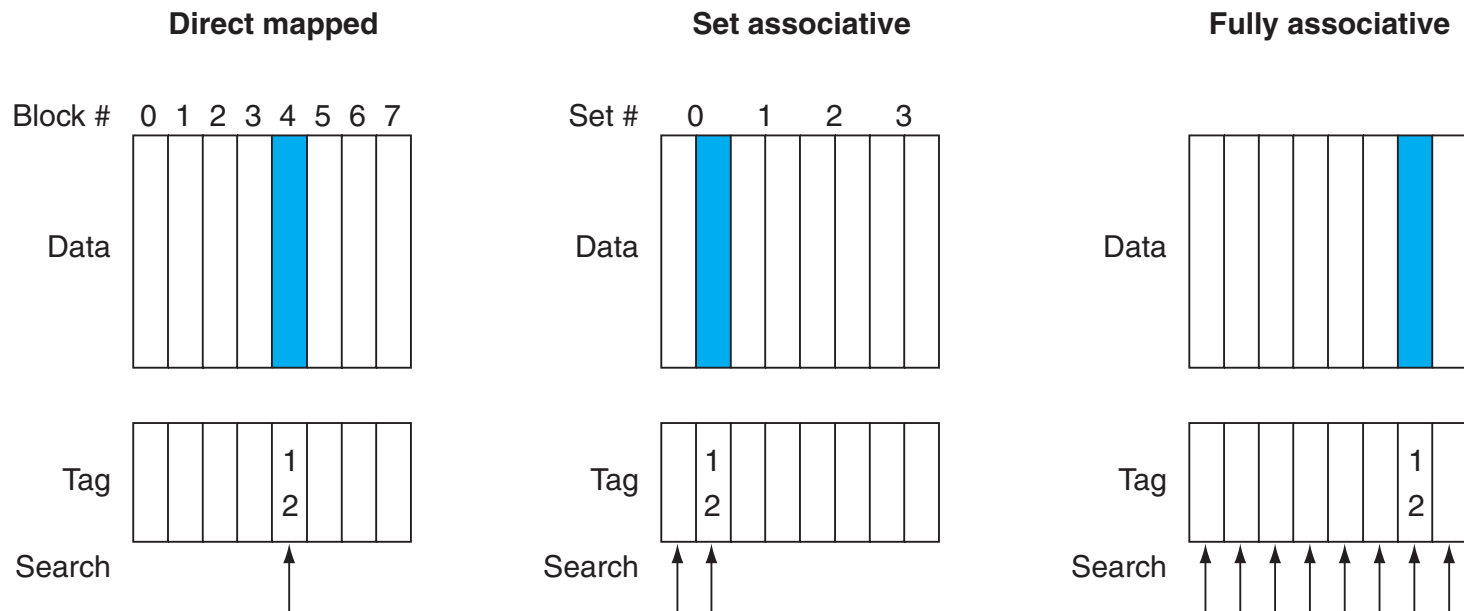 Direct mapped
Block # 0 1 2 3 4 5 6 7
Data
Tag
1
2
Search
Set associative
Set # 0 1 2 3
Data
Tag
1
2
Search
Fully associative
Data
Tag
1
2
Search